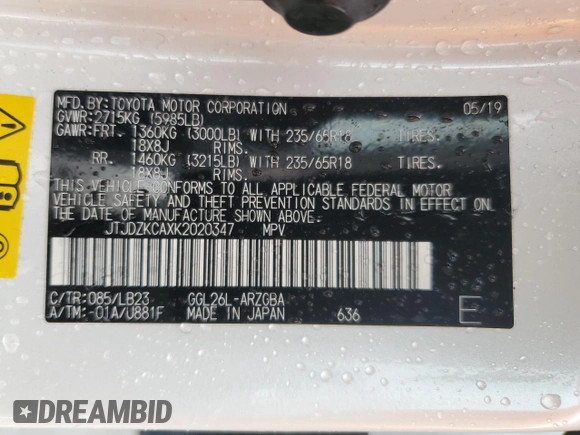 MFD. BY: TOYOTA MOTOR CORPORATION 05/19
GVWR: 2715KG (5985LB)
GAWR: FRT. 1360KG (3000LB) WITH 235/65R18 TIRES.
18X8J RIMS.
RR. 1460KG (3215LB) WITH 235/65R18 TIRES.
18X8J RIMS.
THIS VEHICLE CONFORMS TO ALL APPLICABLE FEDERAL MOTOR
VEHICLE SAFETY AND THEFT PREVENTION STANDARDS IN EFFECT ON
THE DATE OF MANUFACTURE SHOWN ABOVE.
JTJDZKCAXK2020347 MPV
C/TR: 085/LB23 GGL26L-ARZGBA
A/TM: -01A/U881F MADE IN JAPAN 636 E
DREAMBID